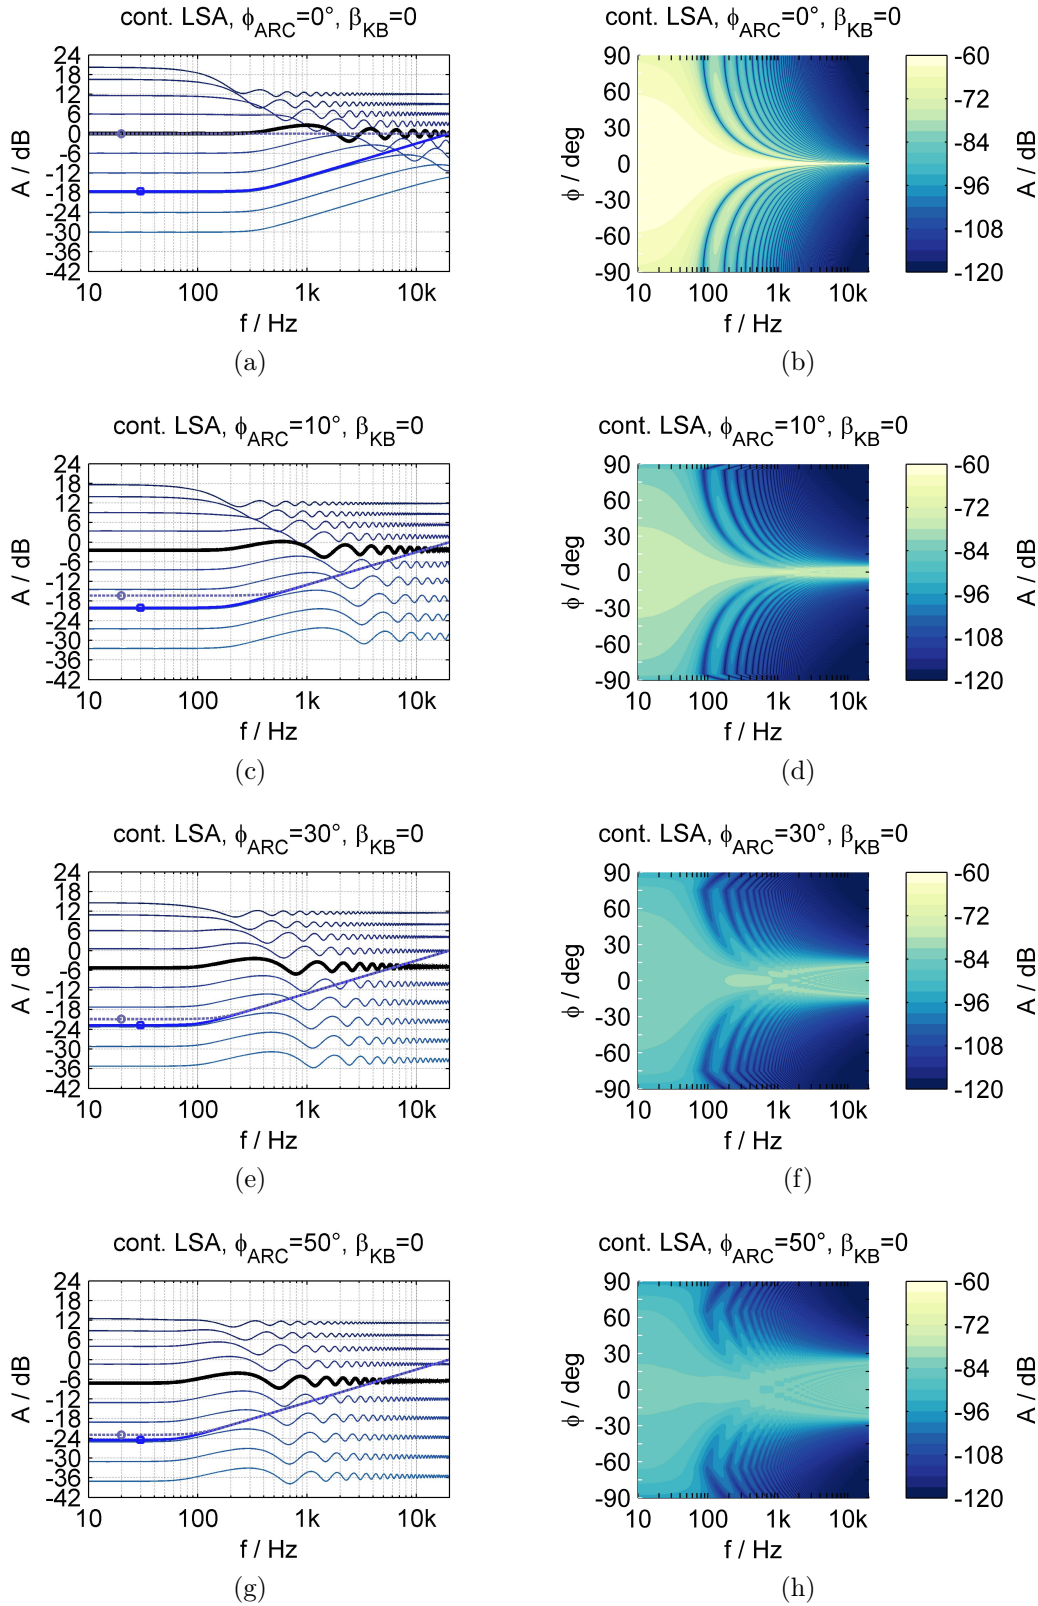 cont. LSA, ϕARC=0°, βKB=0
24
18
12
6
0
-6
-12
-18
-24
-30
-36
-42
A / dB
10
100
1k
10k
f / Hz
(a)
cont. LSA, ϕARC=0°, βKB=0
90
60
30
0
-30
-60
-90
ϕ / deg
10
100
1k
10k
f / Hz
-60
-72
-84
-96
-108
-120
A / dB
(b)
cont. LSA, ϕARC=10°, βKB=0
24
18
12
6
0
-6
-12
-18
-24
-30
-36
-42
A / dB
10
100
1k
10k
f / Hz
(c)
cont. LSA, ϕARC=10°, βKB=0
90
60
30
0
-30
-60
-90
ϕ / deg
10
100
1k
10k
f / Hz
-60
-72
-84
-96
-108
-120
A / dB
(d)
cont. LSA, ϕARC=30°, βKB=0
24
18
12
6
0
-6
-12
-18
-24
-30
-36
-42
A / dB
10
100
1k
10k
f / Hz
(e)
cont. LSA, ϕARC=30°, βKB=0
90
60
30
0
-30
-60
-90
ϕ / deg
10
100
1k
10k
f / Hz
-60
-72
-84
-96
-108
-120
A / dB
(f)
cont. LSA, ϕARC=50°, βKB=0
24
18
12
6
0
-6
-12
-18
-24
-30
-36
-42
A / dB
10
100
1k
10k
f / Hz
(g)
cont. LSA, ϕARC=50°, βKB=0
90
60
30
0
-30
-60
-90
ϕ / deg
10
100
1k
10k
f / Hz
-60
-72
-84
-96
-108
-120
A / dB
(h)